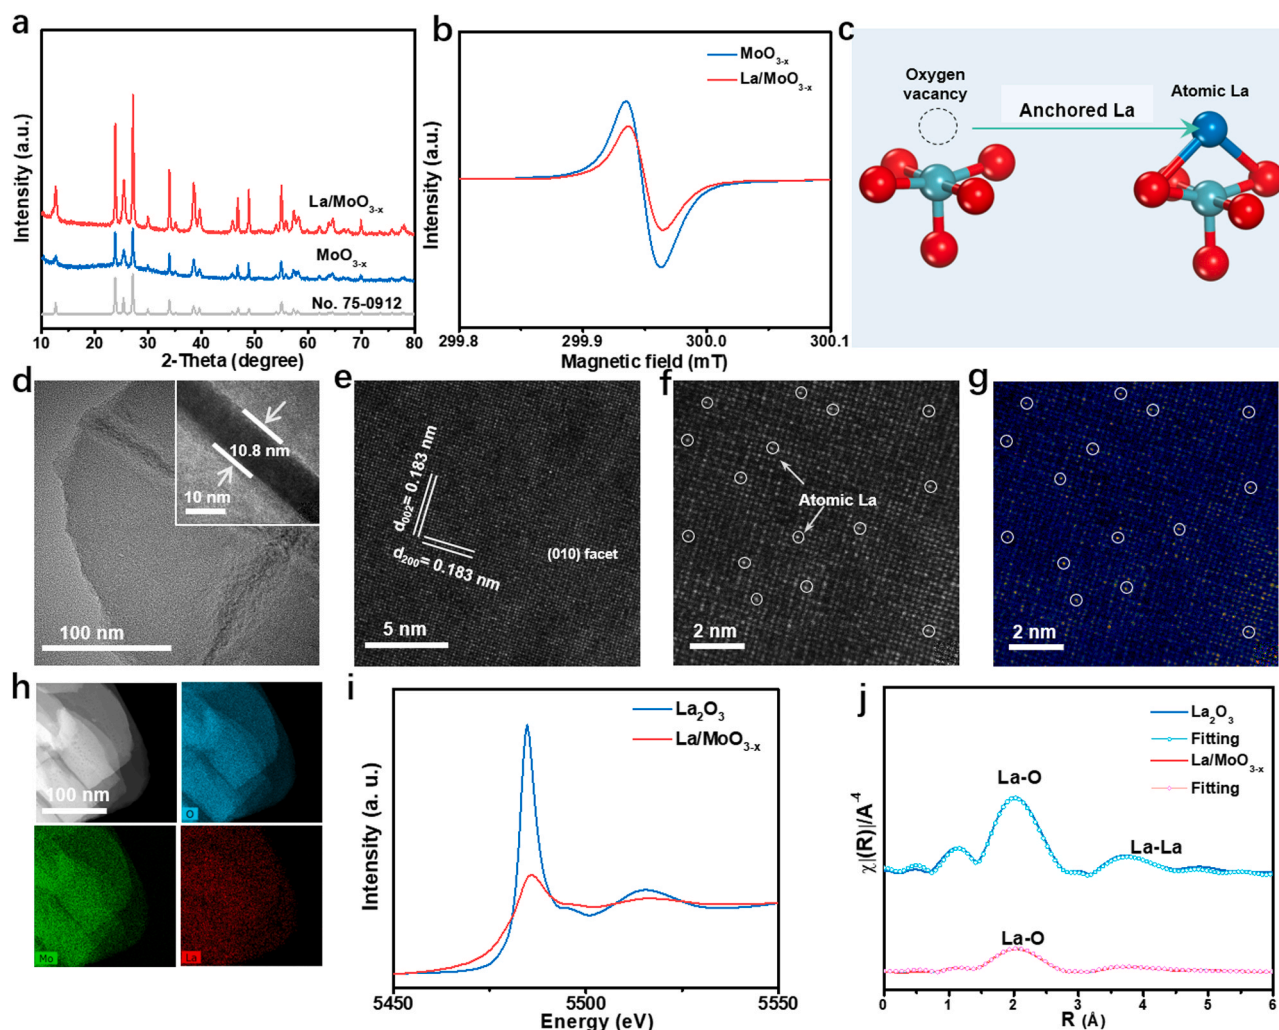 a
Intensity (a.u.)
La/MoO₃₋ₓ
MoO₃₋ₓ
No. 75-0912
10 20 30 40 50 60 70 80
2-Theta (degree)
b
Intensity (a.u.)
MoO₃₋ₓ
La/MoO₃₋ₓ
299.8 299.9 300.0 300.1
Magnetic field (mT)
c
Oxygen
vacancy
Anchored La
Atomic La
d
10.8 nm
10 nm
100 nm
e
d₀₀₂= 0.183 nm
d₂₀₀= 0.183 nm
(010) facet
5 nm
f
Atomic La
2 nm
g
2 nm
h
100 nm
O
Mo
La
i
Intensity (a. u.)
La₂O₃
La/MoO₃₋ₓ
5450 5500 5550
Energy (eV)
j
χ|(R)|/A⁻⁴
La₂O₃
Fitting
La/MoO₃₋ₓ
Fitting
La-O
La-La
La-O
0 1 2 3 4 5 6
R (Å)